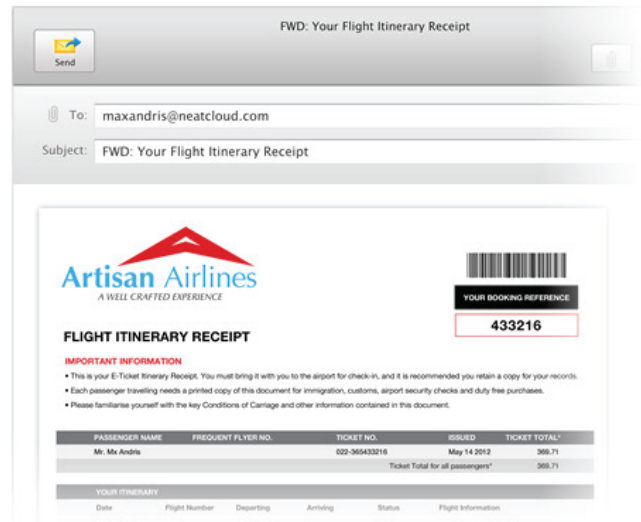 FWD: Your Flight Itinerary Receipt
Send
To: maxandris@neatcloud.com
Subject: FWD: Your Flight Itinerary Receipt
Artisan Airlines
A WELL CRAFTED EXPERIENCE
YOUR BOOKING REFERENCE
433216
FLIGHT ITINERARY RECEIPT
IMPORTANT INFORMATION
• This is your E-Ticket Itinerary Receipt. You must bring it with you to the airport for check-in, and it is recommended you retain a copy for your records.
• Each passenger travelling needs a printed copy of this document for immigration, customs, airport security checks and duty free purchases.
• Please familiarise yourself with the key Conditions of Carriage and other information contained in this document.
PASSENGER NAME FREQUENT FLYER NO. TICKET NO. ISSUED TICKET TOTAL*
Mr. Mx Andris 022-365433216 May 14 2012 369.71
Ticket Total for all passengers* 369.71
YOUR ITINERARY
Date Flight Number Departing Arriving Status Flight Information